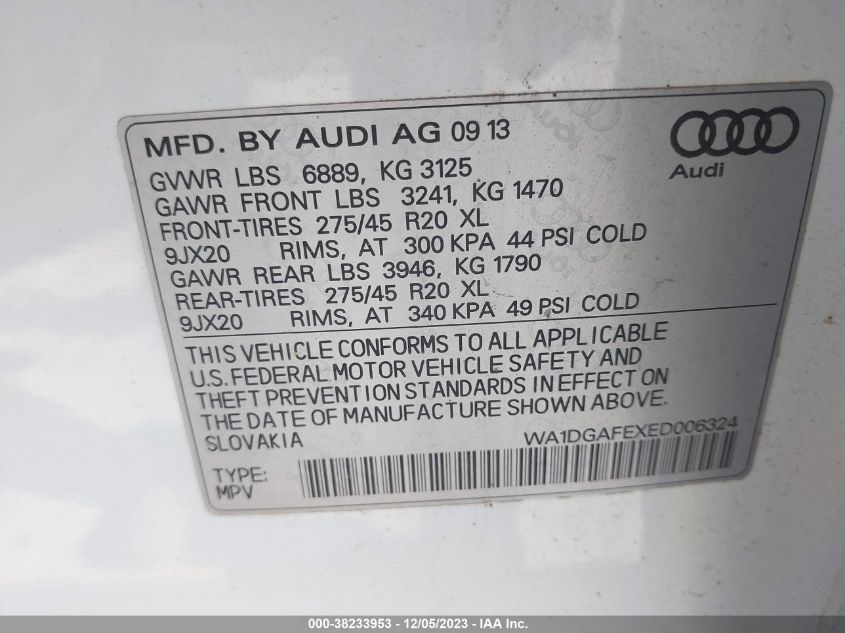 MFD. BY AUDI AG 09 13
Audi
GVWR LBS 6889, KG 3125
GAWR FRONT LBS 3241, KG 1470
FRONT-TIRES 275/45 R20 XL
9JX20 RIMS, AT 300 KPA 44 PSI COLD
GAWR REAR LBS 3946, KG 1790
REAR-TIRES 275/45 R20 XL
9JX20 RIMS, AT 340 KPA 49 PSI COLD
THIS VEHICLE CONFORMS TO ALL APPLICABLE
U.S. FEDERAL MOTOR VEHICLE SAFETY AND
THEFT PREVENTION STANDARDS IN EFFECT ON
THE DATE OF MANUFACTURE SHOWN ABOVE.
SLOVAKIA WA1DGAFEXED006324
TYPE:
MPV
000-38233953 - 12/05/2023 - IAA Inc.